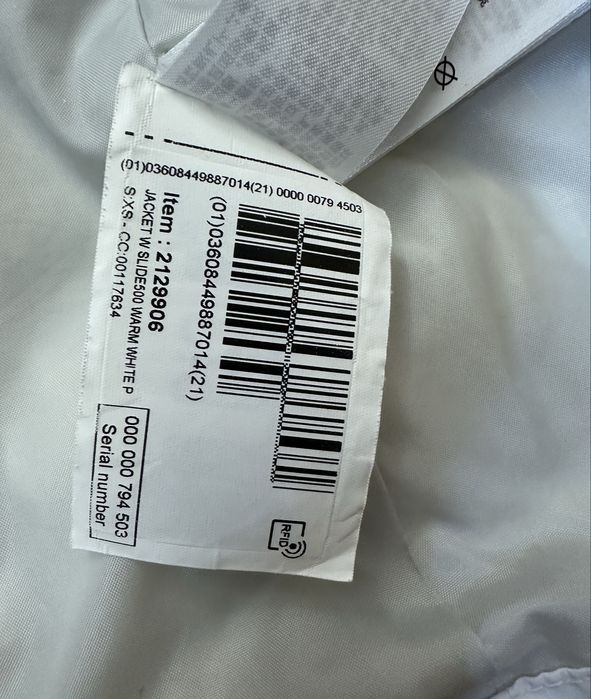 (01)03608449887014(21) 0000 0079 4503
(01)03608449887014(21)
Item : 2129906
JACKET W SLIDE500 WARM WHITE P
S:XS - CC:00117634
000 000 794 503
Serial number
RFID